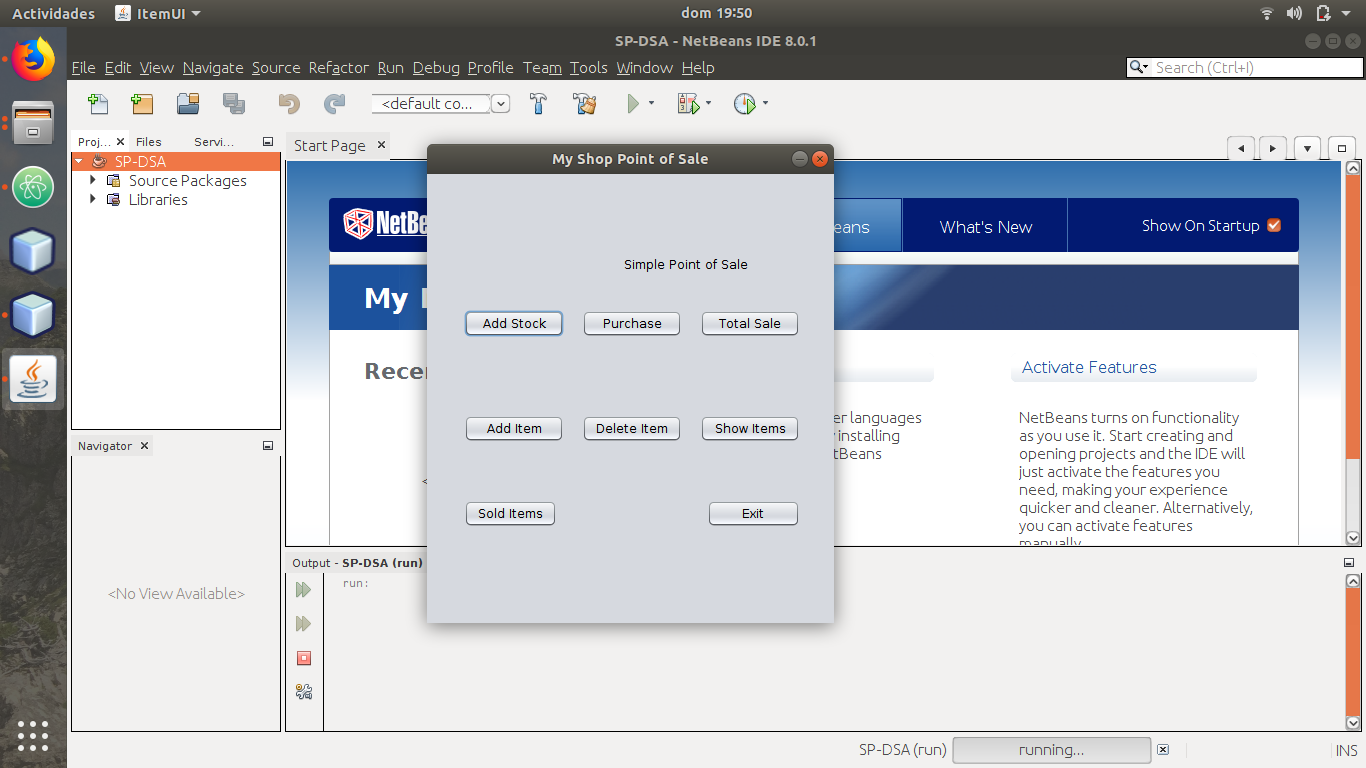 Actividades ItemUI dom 19:50
SP-DSA - NetBeans IDE 8.0.1
File Edit View Navigate Source Refactor Run Debug Profile Team Tools Window Help Search (Ctrl+I)
<default co...
Proj... Files Servi...
SP-DSA
Source Packages
Libraries
Navigator
<No View Available>
Start Page
What's New
Show On Startup
My
Activate Features
NetBeans turns on functionality
as you use it. Start creating and
opening projects and the IDE will
just activate the features you
need, making your experience
quicker and cleaner. Alternatively,
you can activate features
manually
languages
installing
My Shop Point of Sale
Simple Point of Sale
Add Stock Purchase Total Sale
Add Item Delete Item Show Items
Sold Items Exit
Output - SP-DSA (run)
run:
SP-DSA (run) running... INS